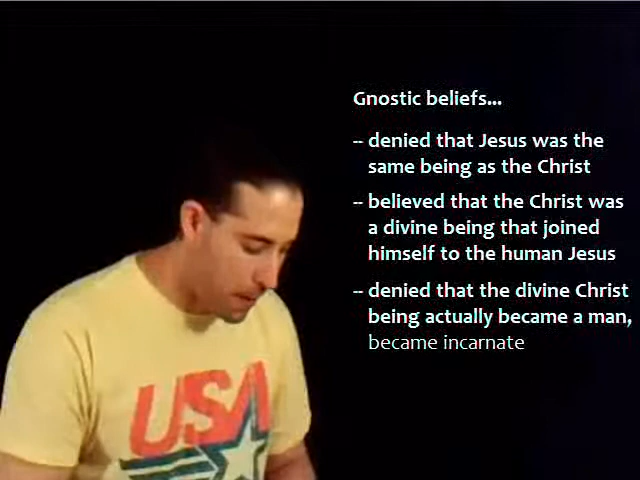 Gnostic beliefs...
-- denied that Jesus was the
same being as the Christ
-- believed that the Christ was
a divine being that joined
himself to the human Jesus
-- denied that the divine Christ
being actually became a man,
became incarnate
USA